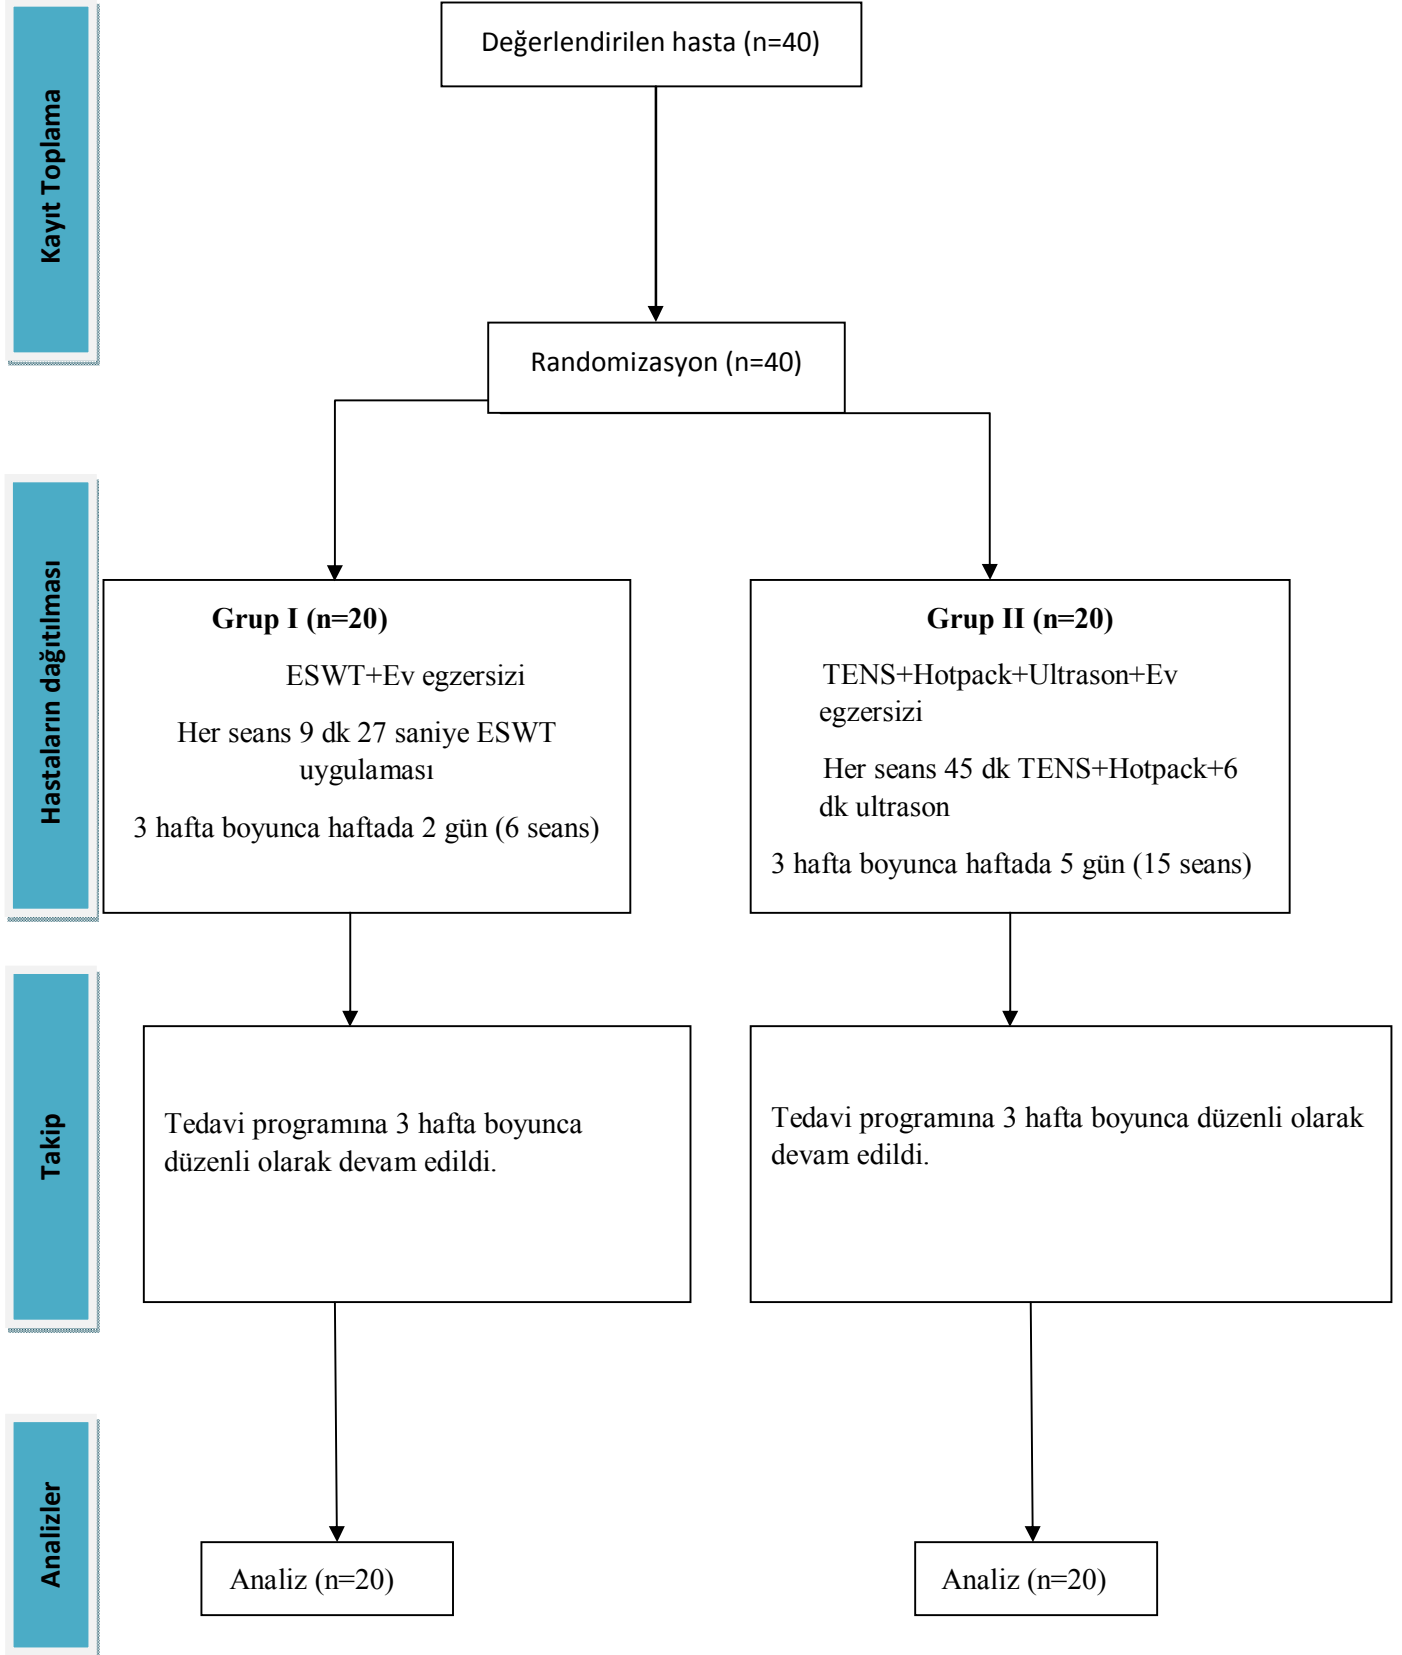 Kayıt Toplama
Değerlendirilen hasta (n=40)
Randomizasyon (n=40)
Hastaların dağıtılması
Grup I (n=20)
ESWT+Ev egzersizi
Her seans 9 dk 27 saniye ESWT
uygulaması
3 hafta boyunca haftada 2 gün (6 seans)
Grup II (n=20)
TENS+Hotpack+Ultrason+Ev
egzersizi
Her seans 45 dk TENS+Hotpack+6
dk ultrason
3 hafta boyunca haftada 5 gün (15 seans)
Takip
Tedavi programına 3 hafta boyunca
düzenli olarak devam edildi.
Tedavi programına 3 hafta boyunca düzenli olarak
devam edildi.
Analizler
Analiz (n=20)
Analiz (n=20)